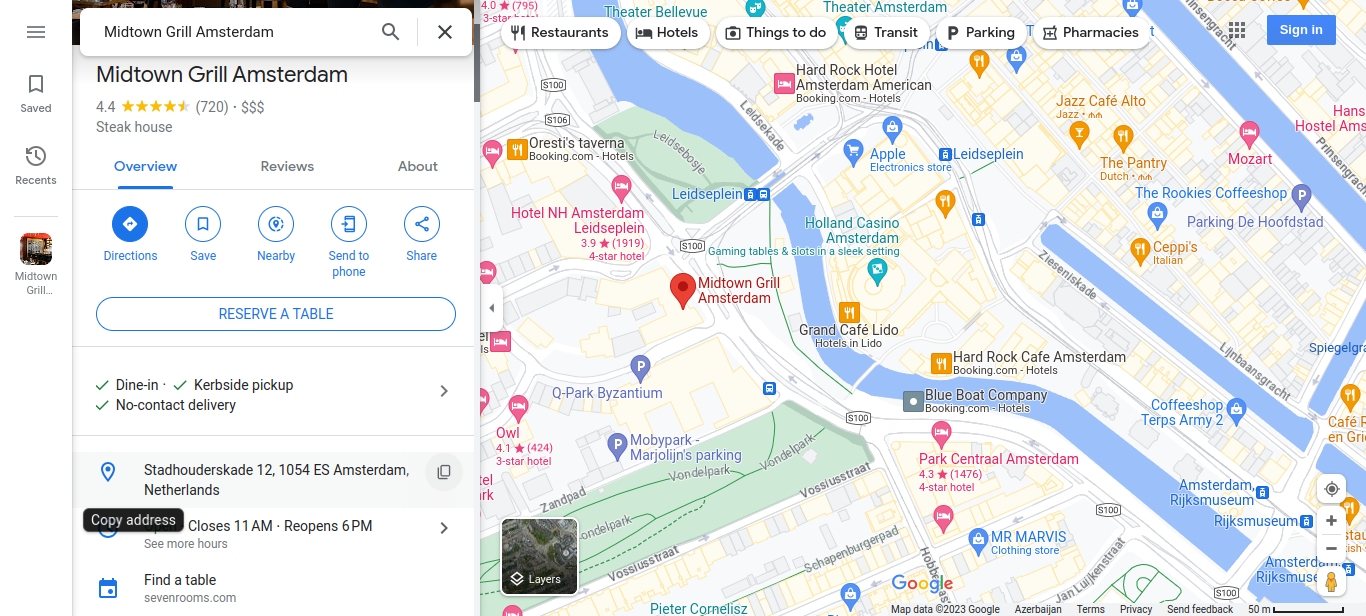 Midtown Grill Amsterdam
Saved
Recents
Midtown
Grill...
Midtown Grill Amsterdam
4.4 (720) · $$$
Steak house
Overview
Reviews
About
Directions
Save
Nearby
Send to
phone
Share
RESERVE A TABLE
Dine-in · Kerbside pickup
No-contact delivery
Stadhouderskade 12, 1054 ES Amsterdam,
Netherlands
Copy address
Closes 11 AM · Reopens 6 PM
See more hours
Find a table
sevenrooms.com
Restaurants
Hotels
Things to do
Transit
Parking
Pharmacies
Sign in
4.0 ★ (795)
3-star
Theater Bellevue
Theater Amsterdam
S100
S106
Hard Rock Hotel
Amsterdam American
Booking.com - Hotels
Leidsekade
Leidsebosje
Oresti's taverna
Booking.com - Hotels
Apple
Electronics store
Leidseplein
Jazz Café Alto
Jazz
The Pantry
Dutch
Hans
Hostel Ams
Mozart
Prinsengracht
The Rookies Coffeeshop
Parking De Hoofdstad
Leidseplein
Hotel NH Amsterdam
Leidseplein
3.9 ★ (1919)
4-star hotel
S100
Holland Casino
Amsterdam
Gaming tables & slots in a sleek setting
Ceppi's
Italian
Zieseniskade
Midtown Grill
Amsterdam
Grand Café Lido
Hotels in Lido
Hard Rock Cafe Amsterdam
Booking.com - Hotels
Lijnbaansgracht
Spiegelgra
Blue Boat Company
Booking.com - Hotels
Q-Park Byzantium
Owl
4.1 ★ (424)
3-star hotel
Mobypark -
Marjolijn's parking
S100
Coffeeshop
Terps Army 2
Café R
en Grie
Park Centraal Amsterdam
4.3 ★ (1476)
4-star hotel
Vondelpark
Vondelpark
Vossiusstraat
Zandpad
Vondelpark
Vossiusstraat
Amsterdam,
Rijksmuseum
Rijksmuseum
S100
MR MARVIS
Clothing store
Schapenburgerpad
Jan Luijkenstraat
Amsterdam,
Rijksmuse
S100
Pieter Cornelisz
Layers
Google
Map data ©2023 Google
Azerbaijan
Terms
Privacy
Send feedback
50 m